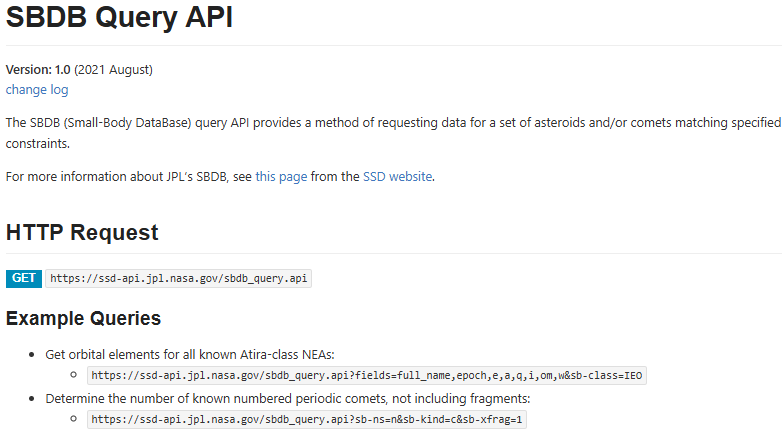 SBDB Query API
Version: 1.0 (2021 August)
change log
The SBDB (Small-Body DataBase) query API provides a method of requesting data for a set of asteroids and/or comets matching specified
constraints.
For more information about JPL's SBDB, see this page from the SSD website.
HTTP Request
GET https://ssd-api.jpl.nasa.gov/sbdb_query.api
Example Queries
• Get orbital elements for all known Atira-class NEAs:
◦ https://ssd-api.jpl.nasa.gov/sbdb_query.api?fields=full_name,epoch,e,a,q,i,om,w&sb-class=IEO
• Determine the number of known numbered periodic comets, not including fragments:
◦ https://ssd-api.jpl.nasa.gov/sbdb_query.api?sb-ns=n&sb-kind=c&sb-xfrag=1